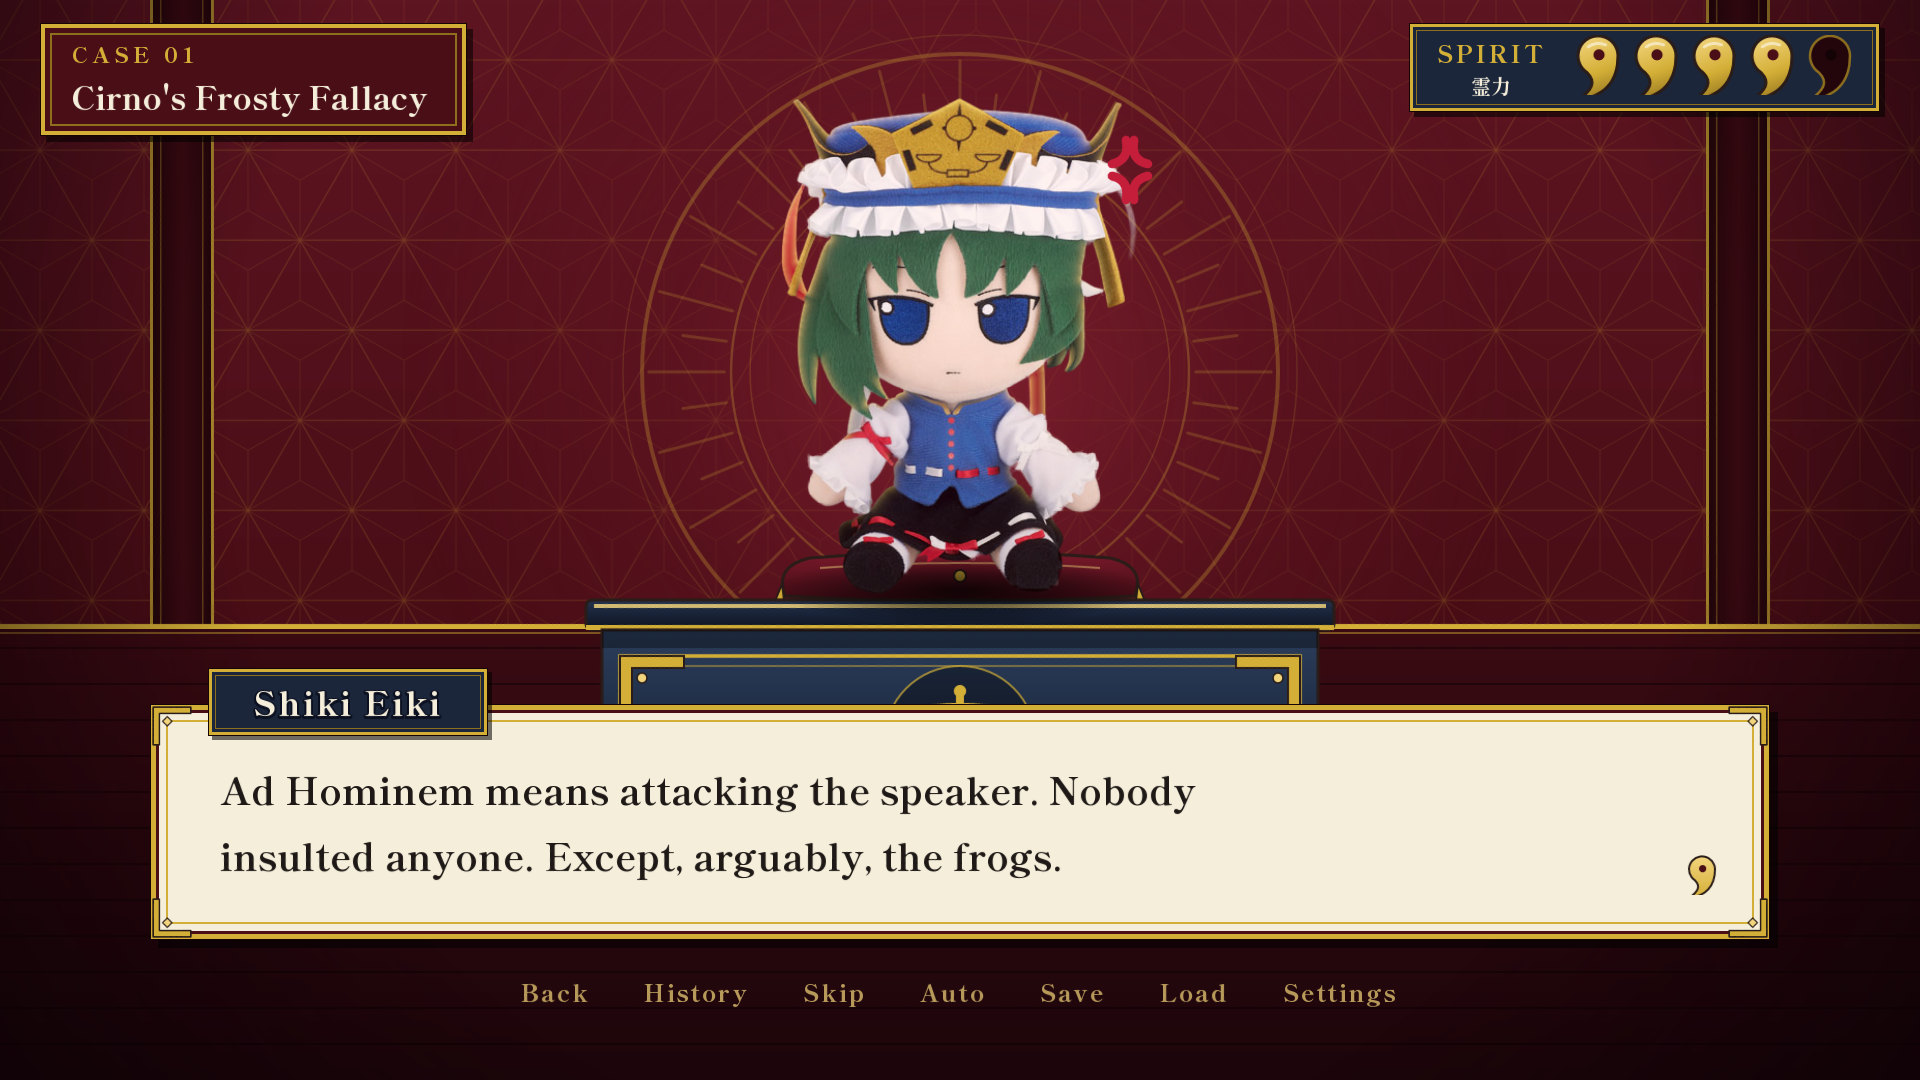 CASE 01
Cirno's Frosty Fallacy
SPIRIT
霊力
Shiki Eiki
Ad Hominem means attacking the speaker. Nobody
insulted anyone. Except, arguably, the frogs.
Back
History
Skip
Auto
Save
Load
Settings